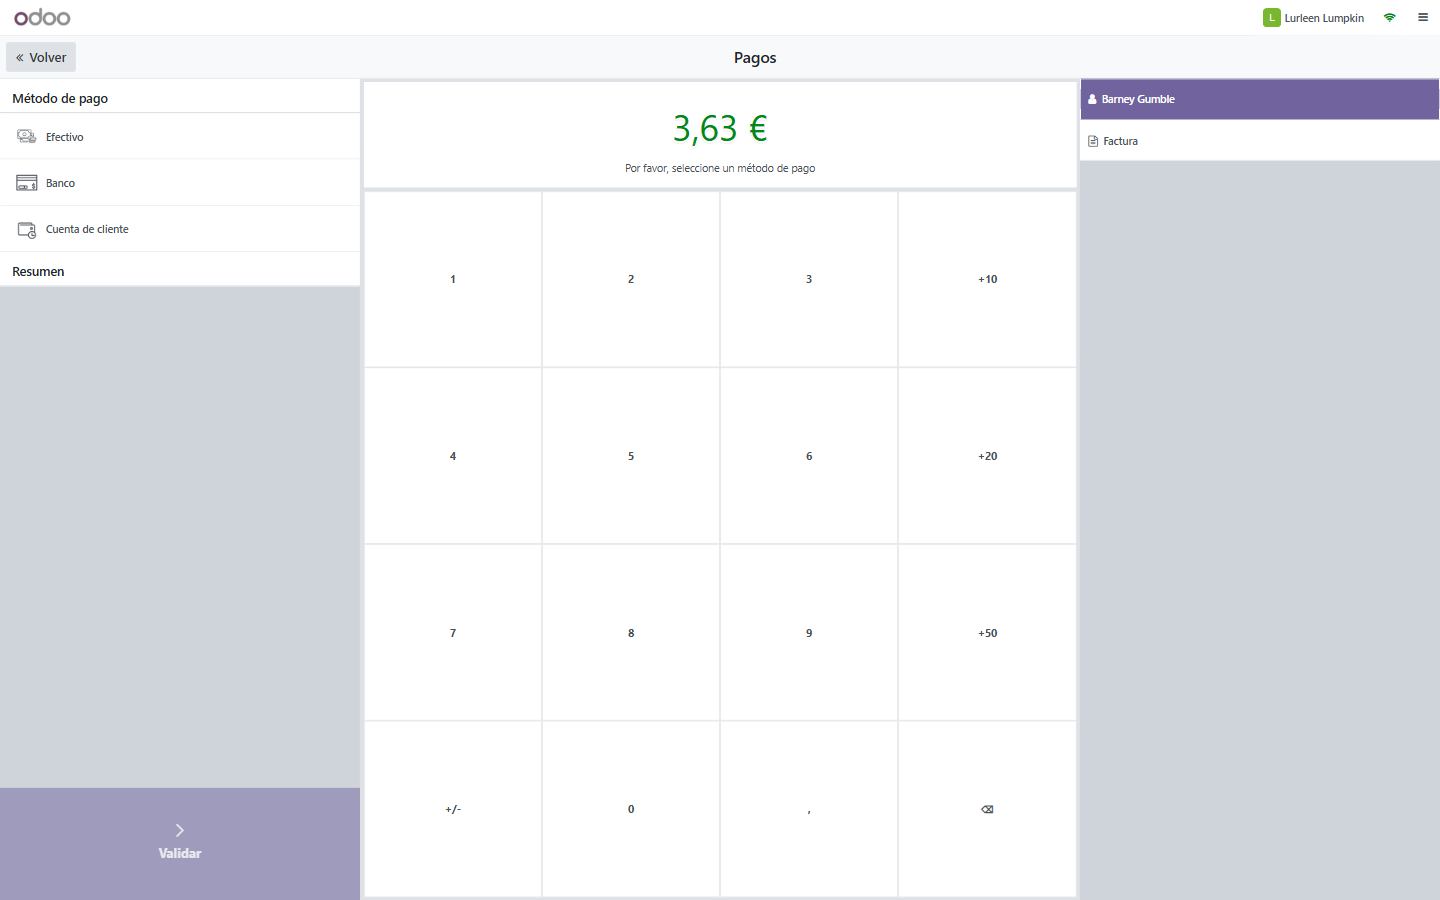 odoo
L Lurleen Lumpkin
Volver
Pagos
Método de pago
Efectivo
Banco
Cuenta de cliente
Resumen
Validar
3,63 €
Por favor, seleccione un método de pago
1 2 3 +10
4 5 6 +20
7 8 9 +50
+/- 0 , ⌫
Barney Gumble
Factura